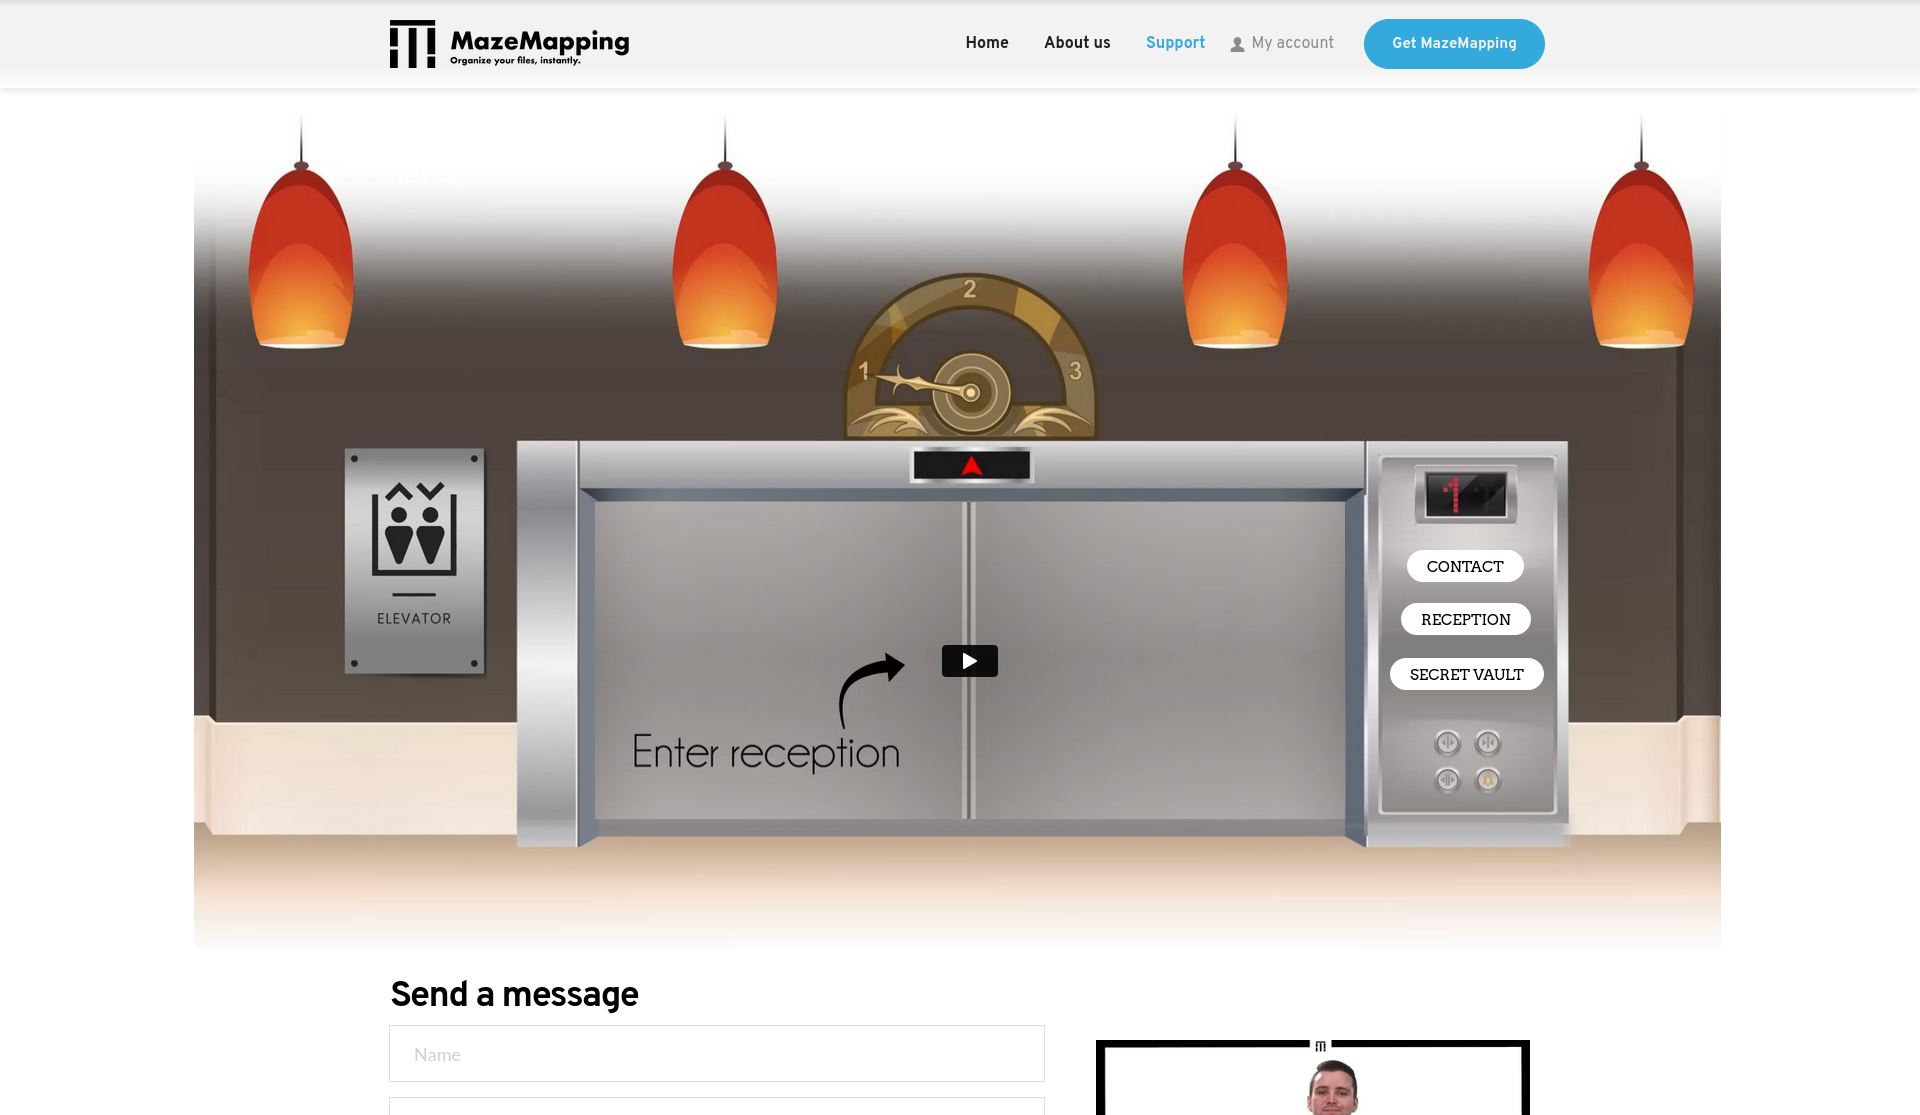 MazeMapping
Organize your files, instantly.
Home
About us
Support
My account
Get MazeMapping
2
1
3
1
ELEVATOR
CONTACT
RECEPTION
SECRET VAULT
Enter reception
Send a message
Name